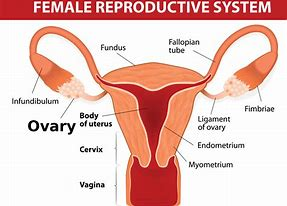 FEMALE REPRODUCTIVE SYSTEM
Fundus
Fallopian
tube
Infundibulum
Ovary
Body
of uterus
Ligament
of ovary
Fimbriae
Cervix
Endometrium
Myometrium
Vagina